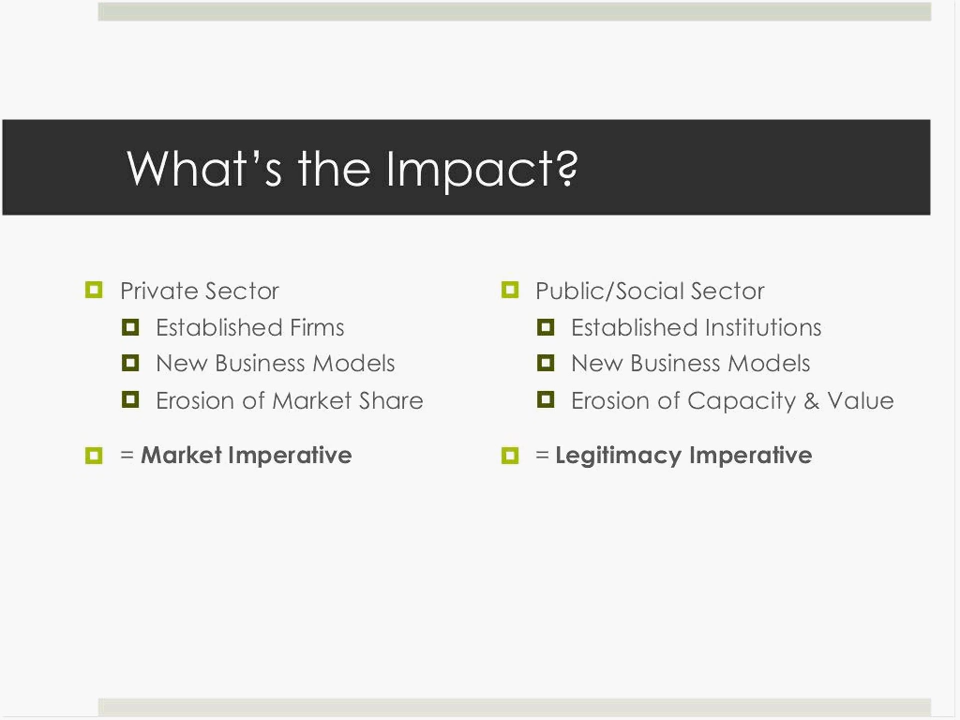 What’s the Impact?
Private Sector
Established Firms
New Business Models
Erosion of Market Share
= Market Imperative
Public/Social Sector
Established Institutions
New Business Models
Erosion of Capacity & Value
= Legitimacy Imperative